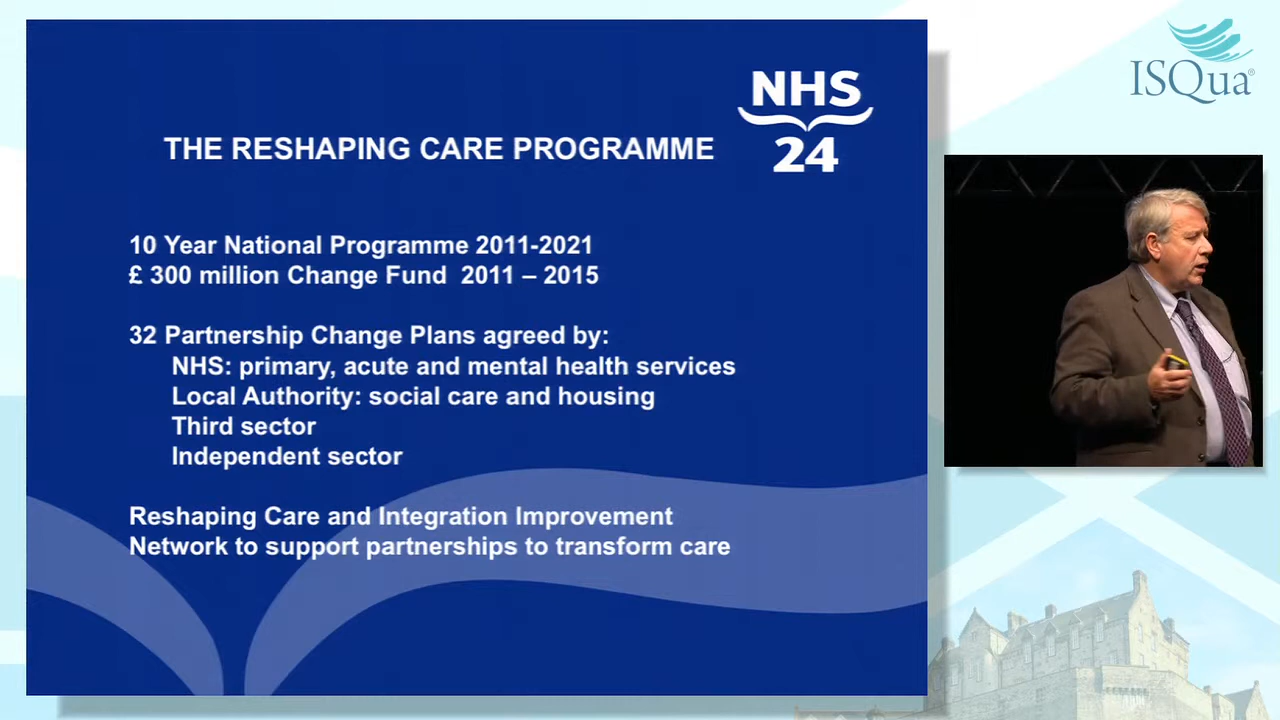 ISQua®
NHS
24
THE RESHAPING CARE PROGRAMME
10 Year National Programme 2011-2021
£ 300 million Change Fund  2011 – 2015
32 Partnership Change Plans agreed by:
NHS: primary, acute and mental health services
Local Authority: social care and housing
Third sector
Independent sector
Reshaping Care and Integration Improvement
Network to support partnerships to transform care